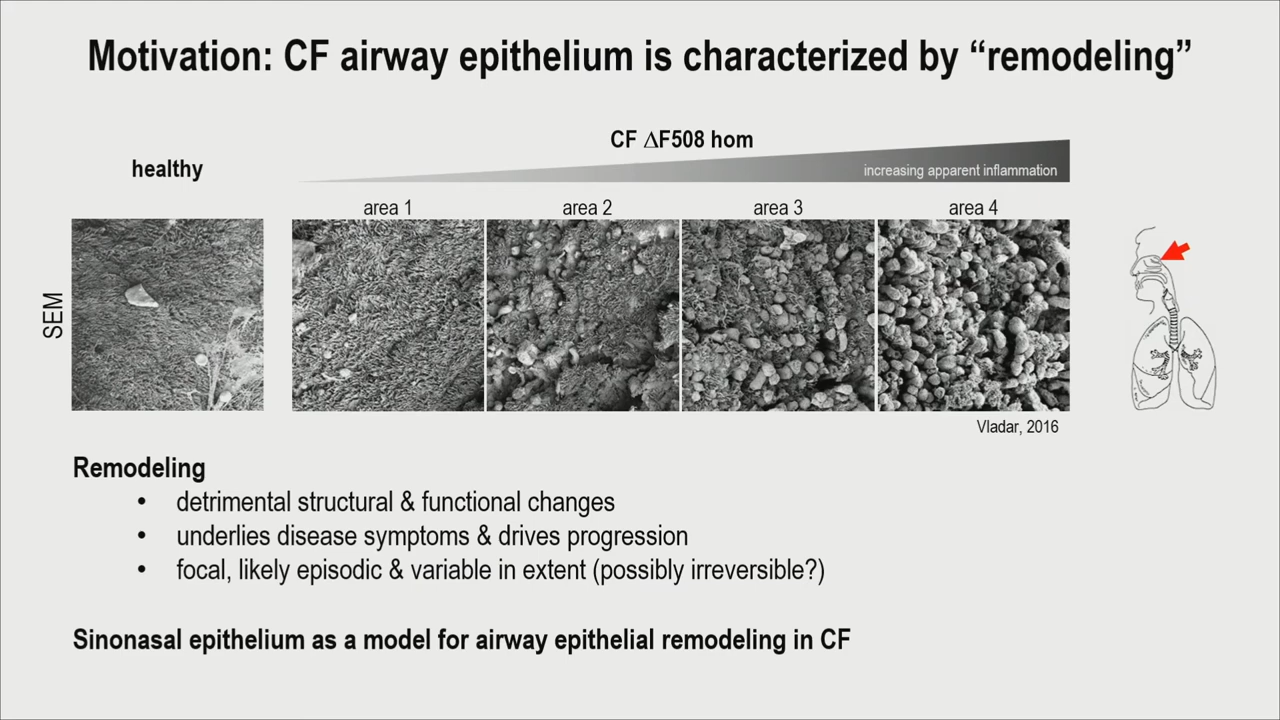 Motivation: CF airway epithelium is characterized by “remodeling”
CF ΔF508 hom
healthy
increasing apparent inflammation
area 1
area 2
area 3
area 4
SEM
Vladar, 2016
Remodeling
• detrimental structural & functional changes
• underlies disease symptoms & drives progression
• focal, likely episodic & variable in extent (possibly irreversible?)
Sinonasal epithelium as a model for airway epithelial remodeling in CF